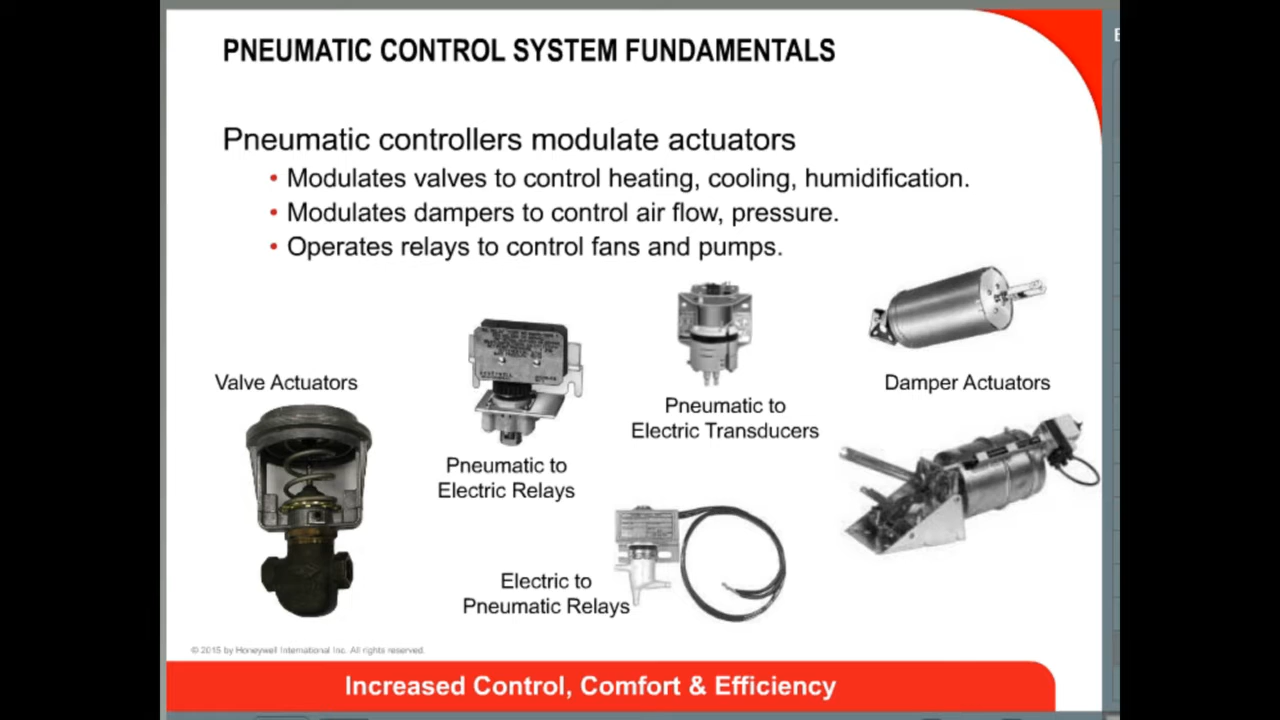 PNEUMATIC CONTROL SYSTEM FUNDAMENTALS
Pneumatic controllers modulate actuators
• Modulates valves to control heating, cooling, humidification.
• Modulates dampers to control air flow, pressure.
• Operates relays to control fans and pumps.
Valve Actuators
Pneumatic to
Electric Relays
Pneumatic to
Electric Transducers
Damper Actuators
Electric to
Pneumatic Relays
© 2015 by Honeywell International Inc. All rights reserved.
Increased Control, Comfort & Efficiency